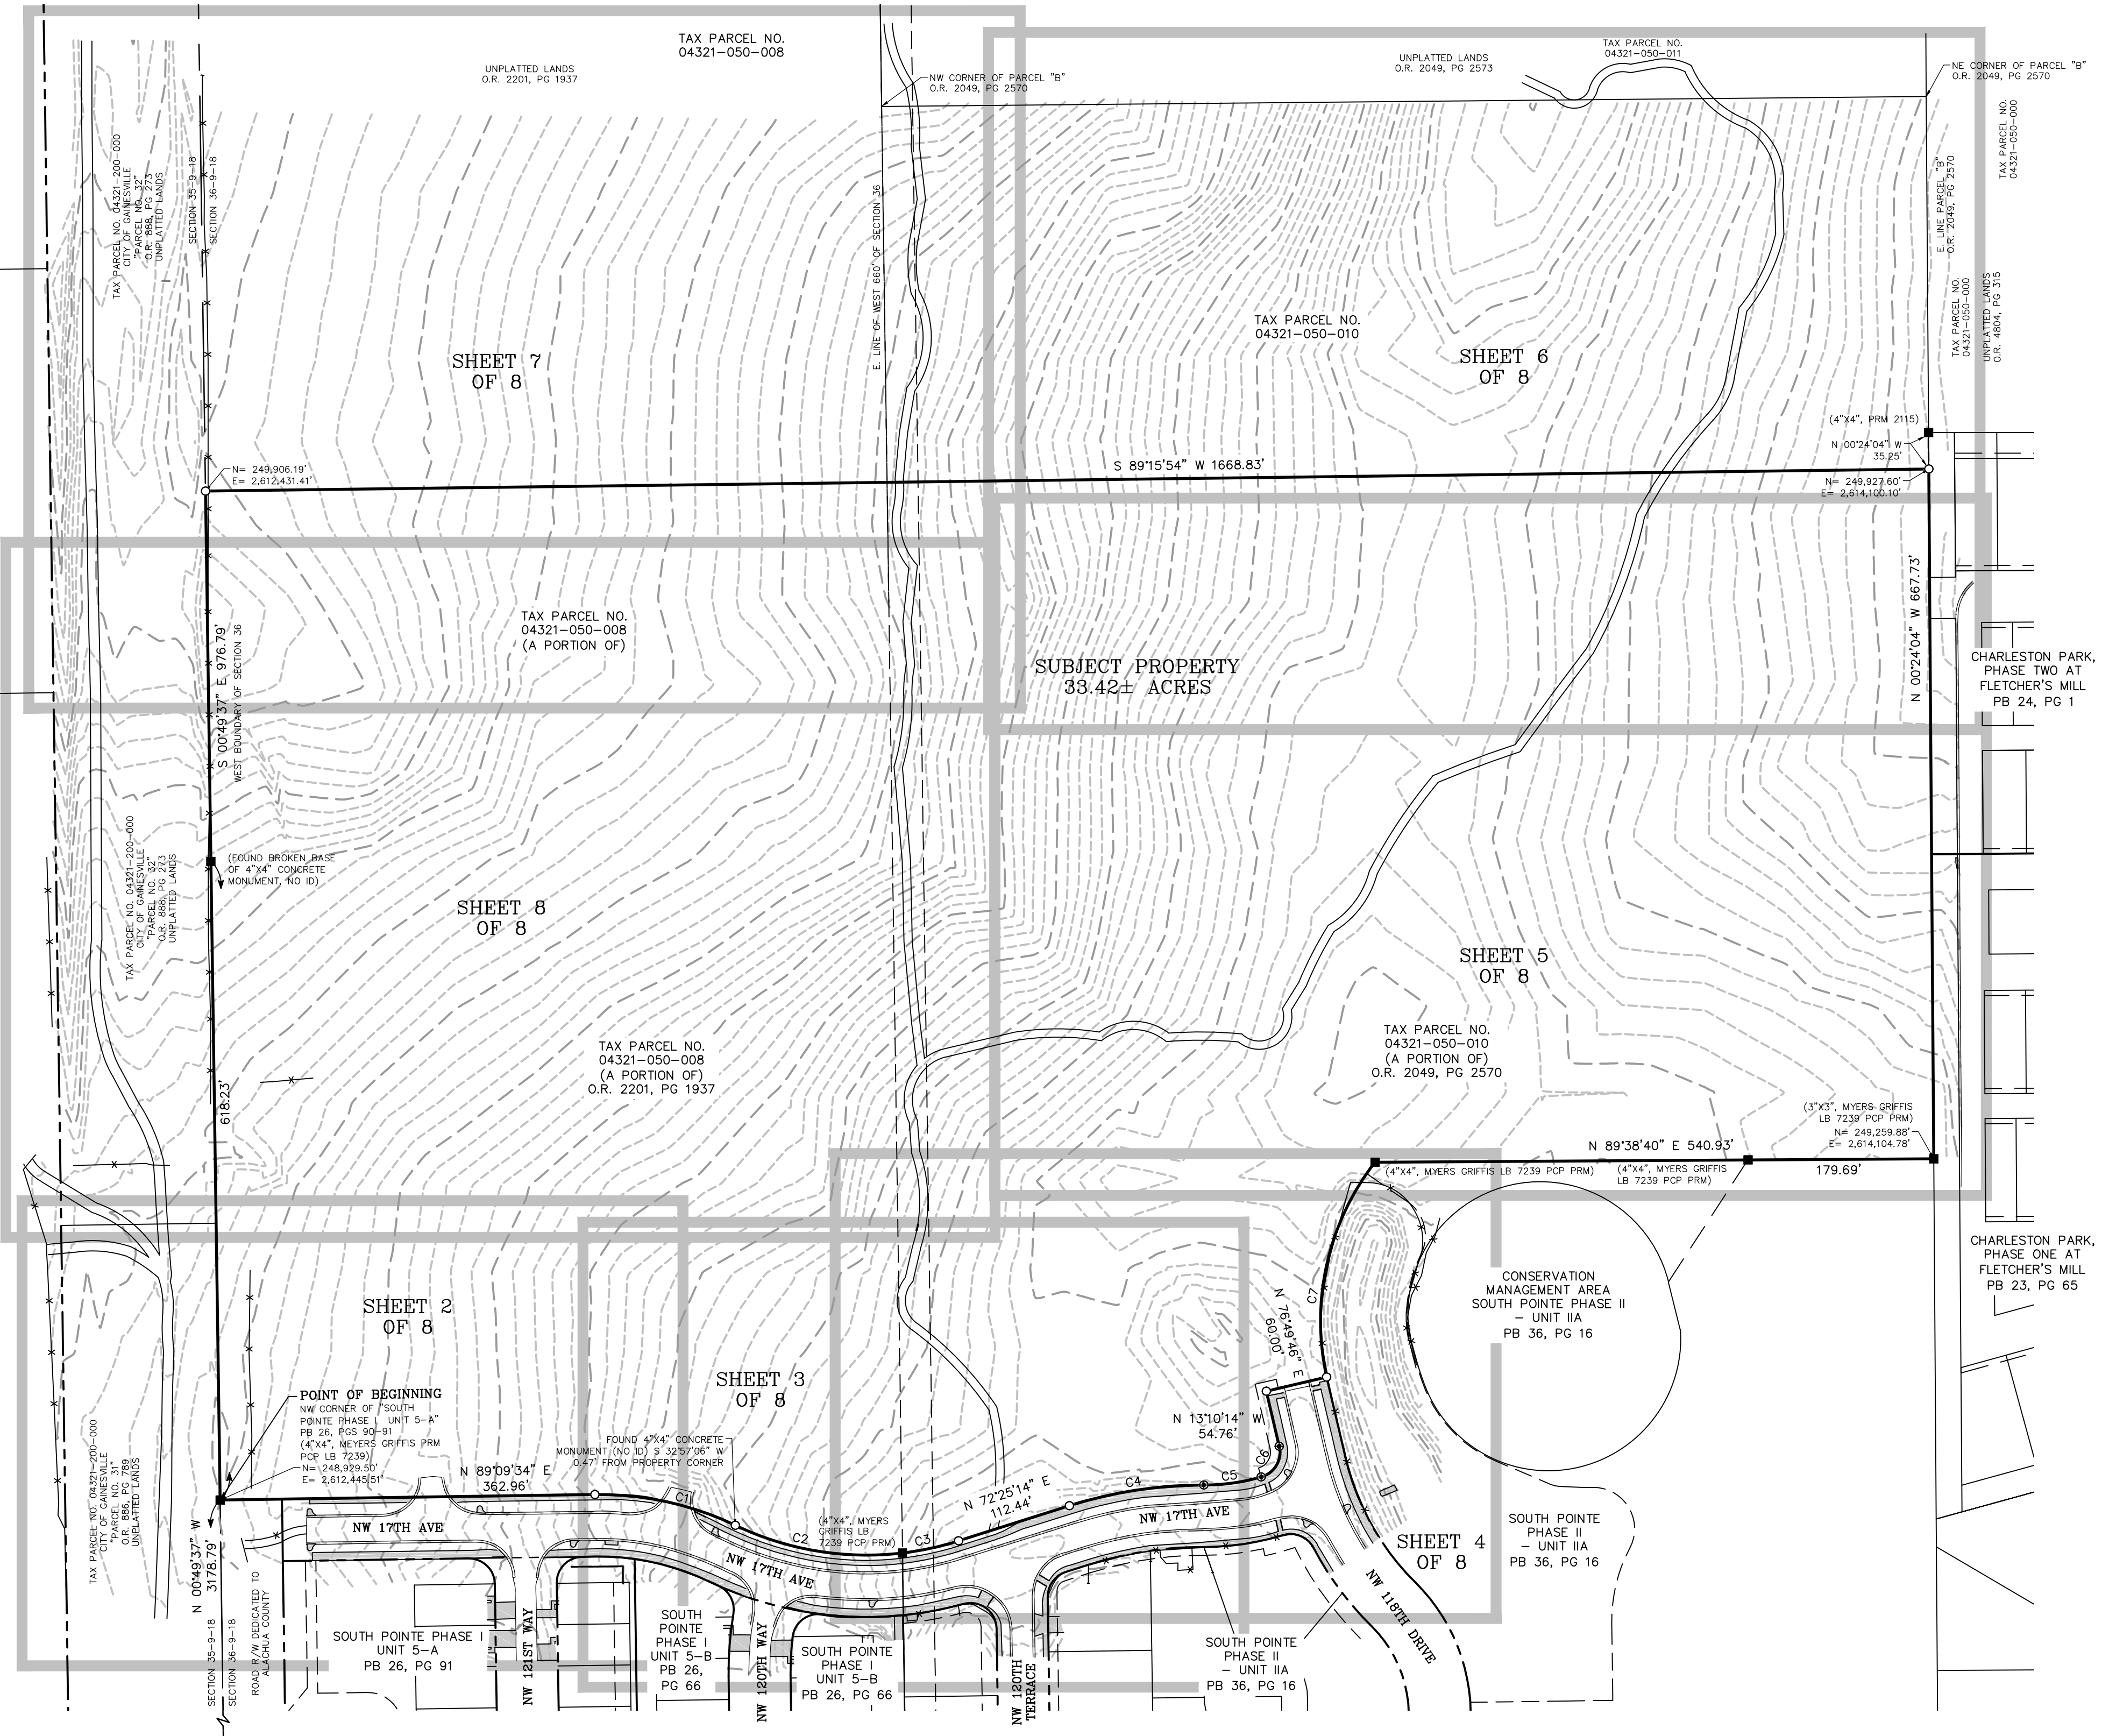 TAX PARCEL NO.
04321-050-008
UNPLATTED LANDS
O.R. 2201, PG 1937
NW CORNER OF PARCEL "B"
O.R. 2049, PG 2570
UNPLATTED LANDS
O.R. 2049, PG 2573
TAX PARCEL NO.
04321-050-011
NE CORNER OF PARCEL "B"
O.R. 2049, PG 2570
TAX PARCEL NO.
04321-050-000
E. LINE PARCEL "B"
O.R. 2049, PG 2570
TAX PARCEL NO.
04321-050-000
UNPLATTED LANDS
O.R. 4804, PG 315
TAX PARCEL NO. 04321-200-000
CITY OF GAINESVILLE
"PARCEL NO. 32"
O.R. 888, PG 273
UNPLATTED LANDS
SECTION 35-9-18
SECTION 36-9-18
E. LINE OF WEST 660' OF SECTION 36
SHEET 7
OF 8
TAX PARCEL NO.
04321-050-010
SHEET 6
OF 8
(4"X4", PRM 2115)
N 00°24'04" W
35.25'
N= 249,906.19'
E= 2,612,431.41'
S 89°15'54" W 1668.83'
N= 249,927.60'
E= 2,614,100.10'
N 00°24'04" W 667.73'
TAX PARCEL NO.
04321-050-008
(A PORTION OF)
S 00°49'37" E 976.79'
WEST BOUNDARY OF SECTION 36
SUBJECT PROPERTY
33.42± ACRES
CHARLESTON PARK,
PHASE TWO AT
FLETCHER'S MILL
PB 24, PG 1
TAX PARCEL NO. 04321-200-000
CITY OF GAINESVILLE
"PARCEL NO. 32"
O.R. 888, PG 273
UNPLATTED LANDS
(FOUND BROKEN BASE
OF 4"X4" CONCRETE
MONUMENT, NO ID)
SHEET 8
OF 8
SHEET 5
OF 8
618.23'
TAX PARCEL NO.
04321-050-008
(A PORTION OF)
O.R. 2201, PG 1937
TAX PARCEL NO.
04321-050-010
(A PORTION OF)
O.R. 2049, PG 2570
(3"X3", MYERS GRIFFIS
LB 7239 PCP PRM)
N= 249,259.88'
E= 2,614,104.78'
N 89°38'40" E 540.93'
(4"X4", MYERS GRIFFIS LB 7239 PCP PRM)
(4"X4", MYERS GRIFFIS
LB 7239 PCP PRM)
179.69'
CHARLESTON PARK,
PHASE ONE AT
FLETCHER'S MILL
PB 23, PG 65
CONSERVATION
MANAGEMENT AREA
SOUTH POINTE PHASE II
- UNIT IIA
PB 36, PG 16
SHEET 2
OF 8
C7
N 76°49'46" E
60.00'
SHEET 3
OF 8
POINT OF BEGINNING
NW CORNER OF "SOUTH
POINTE PHASE I UNIT 5-A"
PB 26, PGS 90-91
(4"X4", MEYERS GRIFFIS PRM
PCP LB 7239)
N= 248,929.50'
E= 2,612,445.51'
FOUND 4"X4" CONCRETE
MONUMENT (NO ID) S 32°57'06" W
0.47' FROM PROPERTY CORNER
N 13°10'14" W
54.76'
N 89°09'34" E
362.96'
C1
C2
(4"X4", MYERS
GRIFFIS LB
7239 PCP PRM)
C3
N 72°25'14" E
112.44'
C4
C5
C6
NW 17TH AVE
NW 17TH AVE
NW 17TH AVE
TAX PARCEL NO. 04321-200-000
CITY OF GAINESVILLE
"PARCEL NO. 31"
O.R. 886, PG 789
UNPLATTED LANDS
N 00°49'37" W
3178.79'
SECTION 35-9-18
SECTION 36-9-18
ROAD R/W DEDICATED TO
ALACHUA COUNTY
SOUTH POINTE PHASE I
UNIT 5-A
PB 26, PG 91
NW 121ST WAY
SOUTH
POINTE
PHASE I
UNIT 5-B
PB 26,
PG 66
NW 120TH WAY
SOUTH POINTE
PHASE I
UNIT 5-B
PB 26, PG 66
NW 120TH
TERRACE
SOUTH POINTE
PHASE II
- UNIT IIA
PB 36, PG 16
NW 118TH DRIVE
SHEET 4
OF 8
SOUTH POINTE
PHASE II
- UNIT IIA
PB 36, PG 16